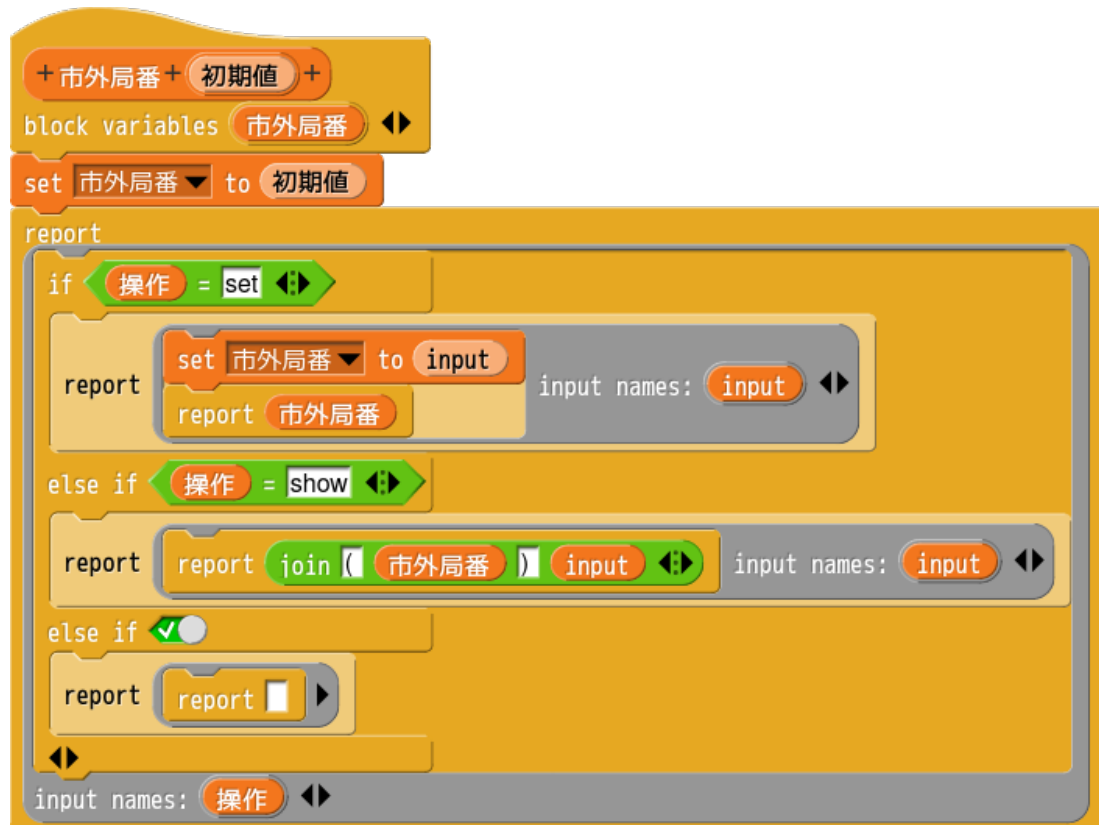 +市外局番+初期値+
block variables 市外局番
set 市外局番 to 初期値
report
if 操作 = set
set 市外局番 to input
report input names: input
report 市外局番
else if 操作 = show
report report join ( 市外局番 ) input input names: input
else if
report report
input names: 操作